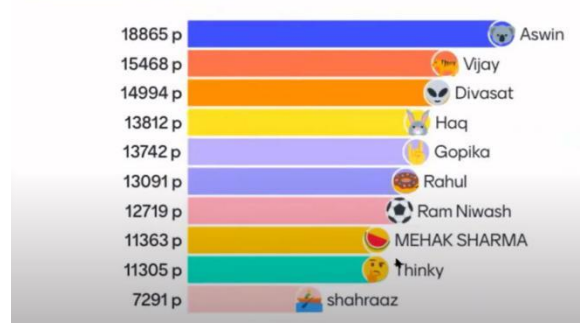 18865 p Aswin
15468 p Vijay
14994 p Divasat
13812 p Haq
13742 p Gopika
13091 p Rahul
12719 p Ram Niwash
11363 p MEHAK SHARMA
11305 p Thinky
7291 p shahraaz